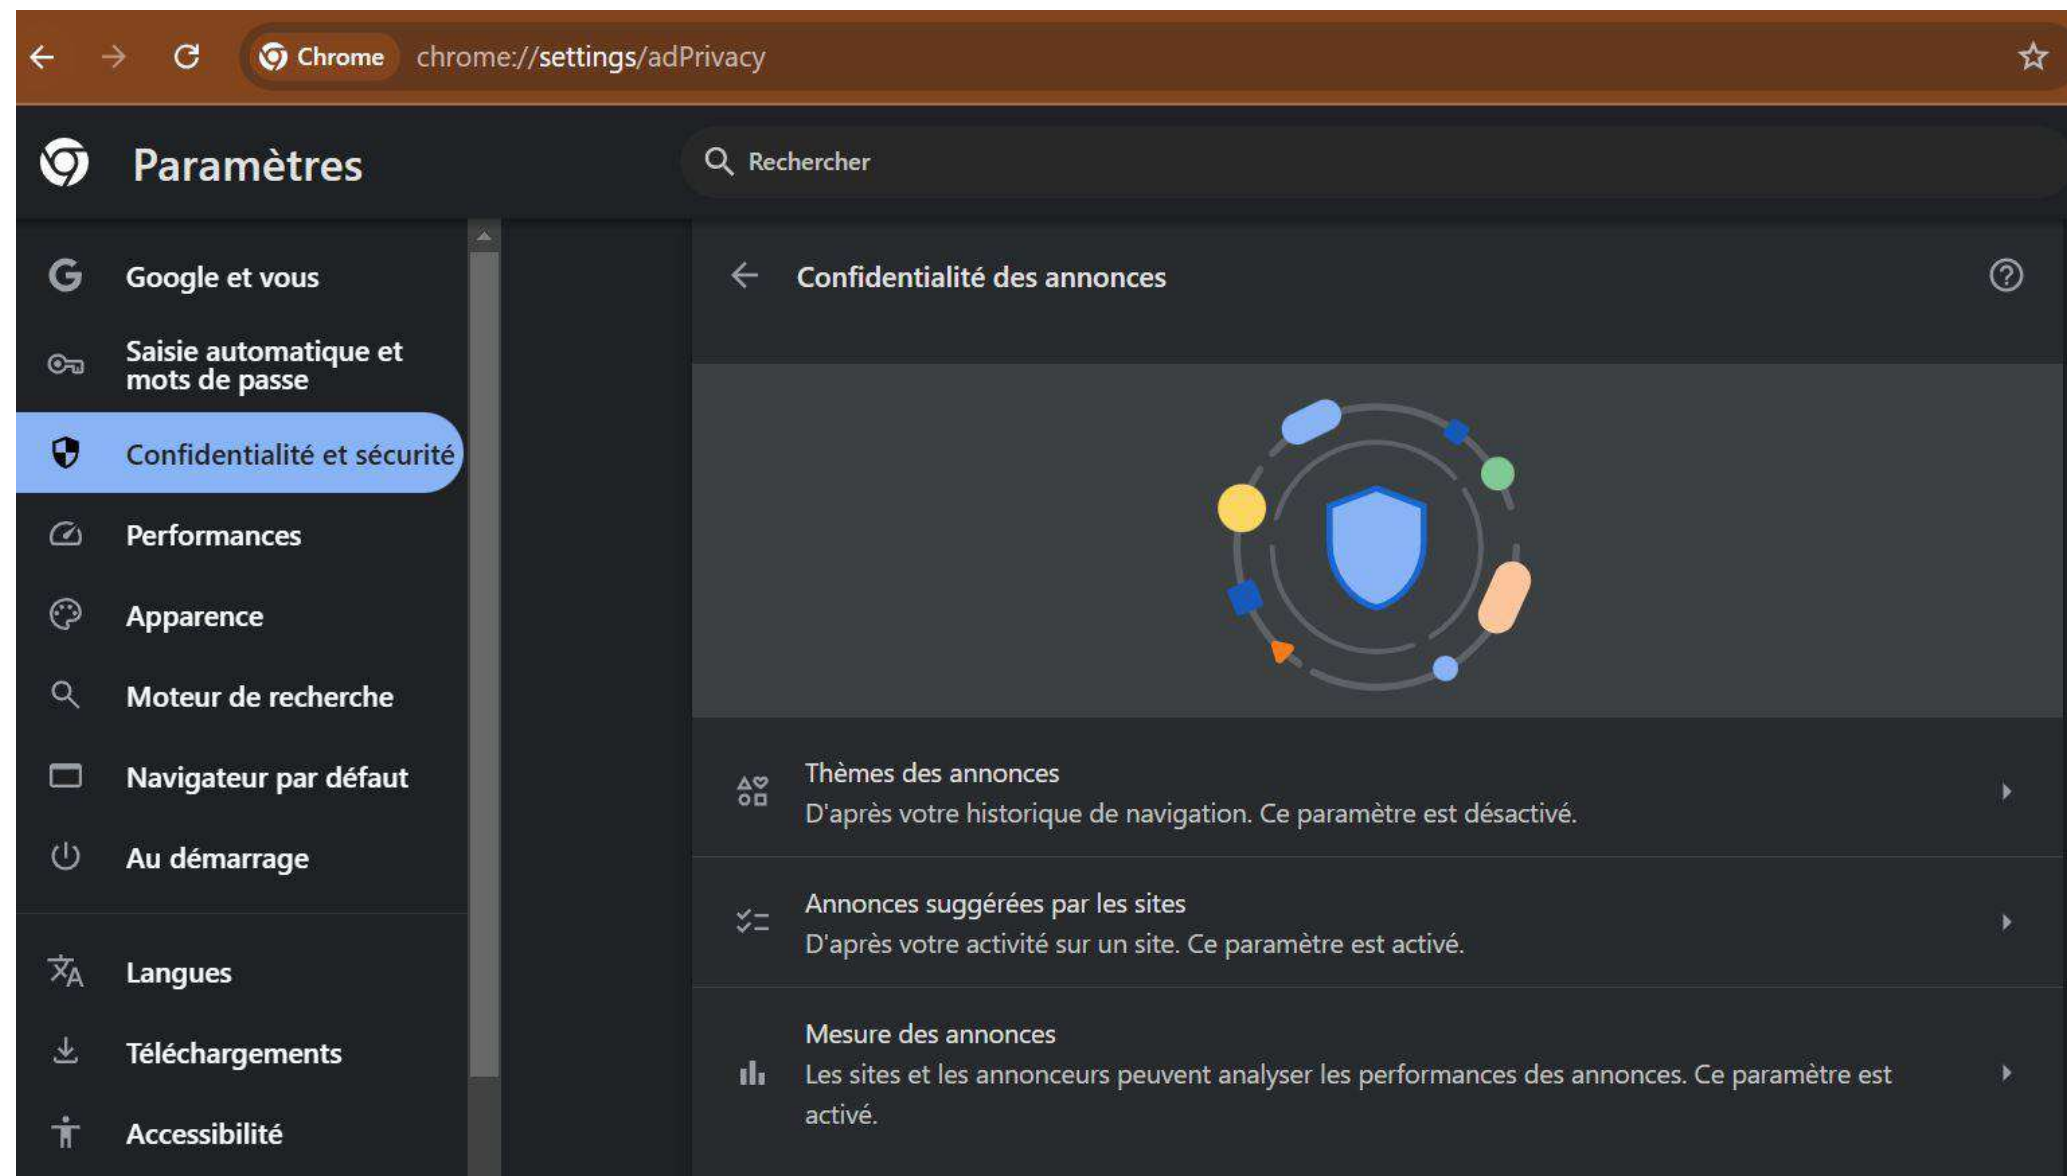 Chrome chrome://settings/adPrivacy
Paramètres
Rechercher
Google et vous
Saisie automatique et
mots de passe
Confidentialité et sécurité
Performances
Apparence
Moteur de recherche
Navigateur par défaut
Au démarrage
Langues
Téléchargements
Accessibilité
Confidentialité des annonces
Thèmes des annonces
D'après votre historique de navigation. Ce paramètre est désactivé.
Annonces suggérées par les sites
D'après votre activité sur un site. Ce paramètre est activé.
Mesure des annonces
Les sites et les annonceurs peuvent analyser les performances des annonces. Ce paramètre est
activé.